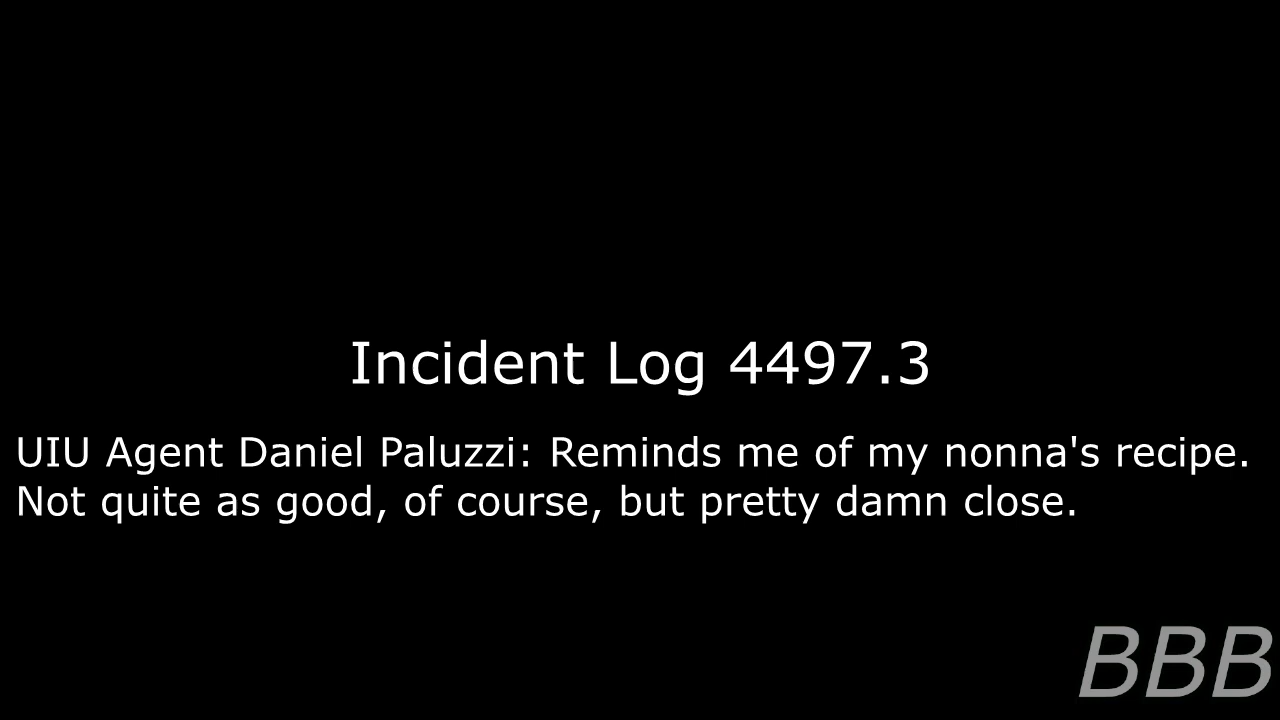 Incident Log 4497.3
UIU Agent Daniel Paluzzi: Reminds me of my nonna's recipe.
Not quite as good, of course, but pretty damn close.
BBB